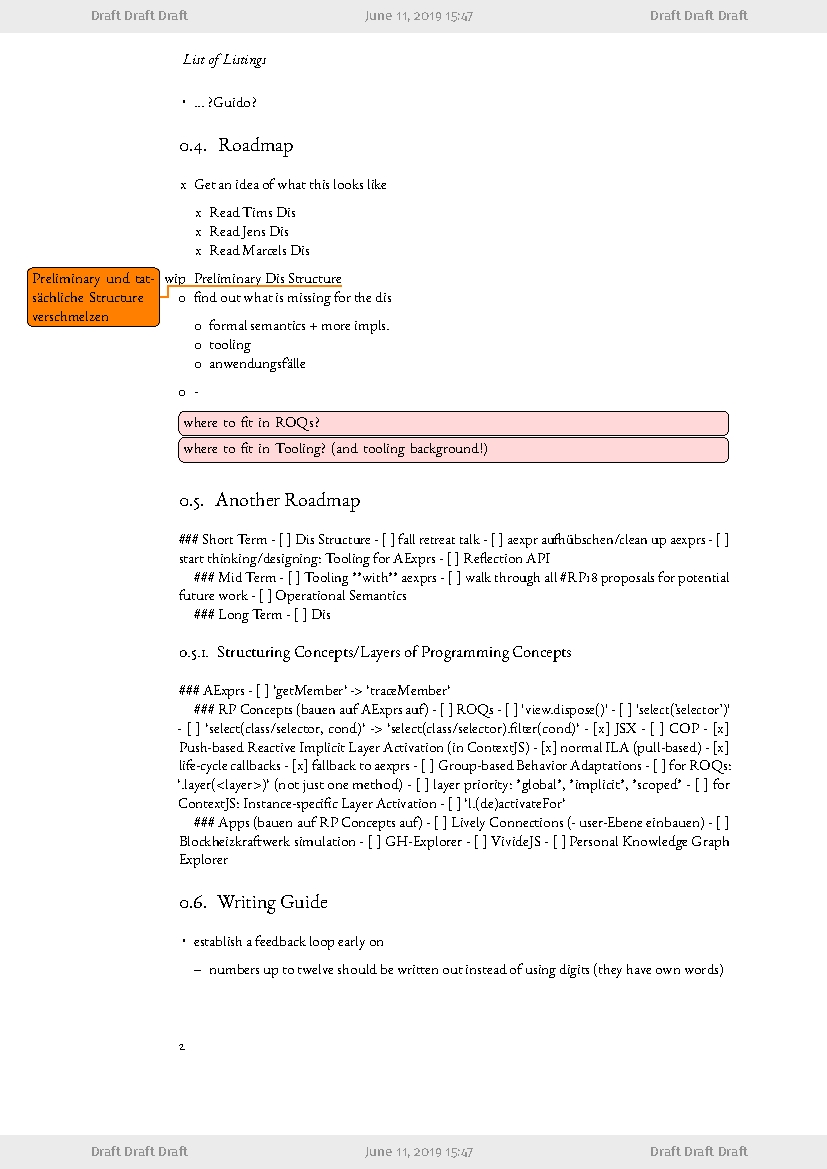 Draft Draft Draft June 11, 2019 15:47 Draft Draft Draft
List of Listings
• ... ?Guido?
0.4. Roadmap
x Get an idea of what this looks like
x Read Tims Dis
x Read Jens Dis
x Read Marcels Dis
Preliminary und tat-
sächliche Structure
verschmelzen
wip Preliminary Dis Structure
o find out what is missing for the dis
o formal semantics + more impls.
o tooling
o anwendungsfälle
o -
where to fit in ROQs?
where to fit in Tooling? (and tooling background!)
0.5. Another Roadmap
### Short Term - [ ] Dis Structure - [ ] fall retreat talk - [ ] aexpr aufhübschen/clean up aexprs - [ ]
start thinking/designing: Tooling for AExprs - [ ] Reflection API
### Mid Term - [ ] Tooling **with** aexprs - [ ] walk through all #RP18 proposals for potential
future work - [ ] Operational Semantics
### Long Term - [ ] Dis
0.5.1. Structuring Concepts/Layers of Programming Concepts
### AExprs - [ ] ‘getMember‘ -> ‘traceMember‘
### RP Concepts (bauen auf AExprs auf) - [ ] ROQs - [ ] ‘view.dispose()‘ - [ ] ‘select(’selector’)‘
- [ ] ‘select(class/selector, cond)‘ -> ‘select(class/selector).filter(cond)‘ - [x] JSX - [ ] COP - [x]
Push-based Reactive Implicit Layer Activation (in ContextJS) - [x] normal ILA (pull-based) - [x]
life-cycle callbacks - [x] fallback to aexprs - [ ] Group-based Behavior Adaptations - [ ] for ROQs:
‘.layer(<layer>)‘ (not just one method) - [ ] layer priority: *global*, *implicit*, *scoped* - [ ] for
ContextJS: Instance-specific Layer Activation - [ ] ‘l.(de)activateFor‘
### Apps (bauen auf RP Concepts auf) - [ ] Lively Connections (- user-Ebene einbauen) - [ ]
Blockheizkraftwerk simulation - [ ] GH-Explorer - [ ] VivideJS - [ ] Personal Knowledge Graph
Explorer
0.6. Writing Guide
• establish a feedback loop early on
– numbers up to twelve should be written out instead of using digits (they have own words)
2
Draft Draft Draft June 11, 2019 15:47 Draft Draft Draft